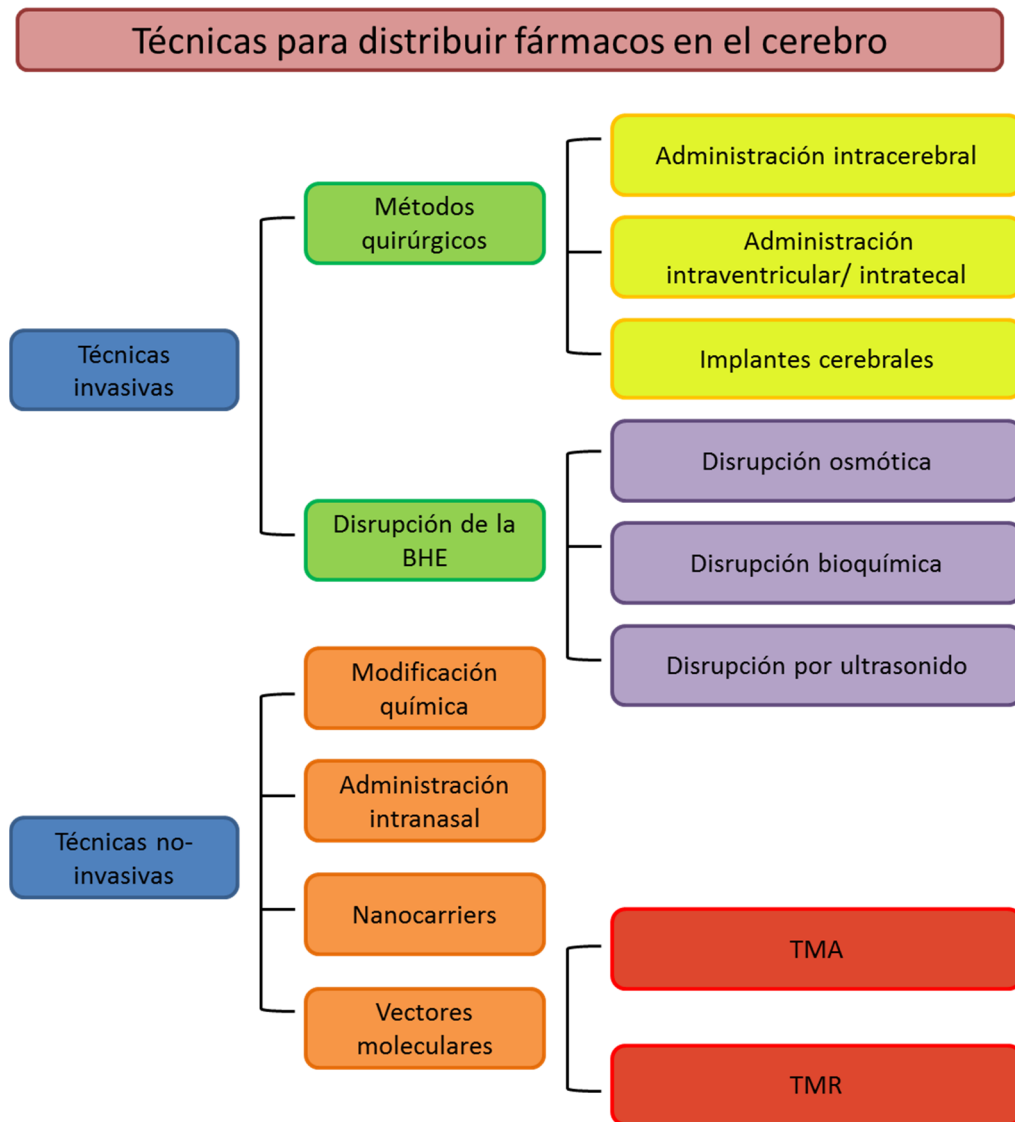 Técnicas para distribuir fármacos en el cerebro
Administración intracerebral
Métodos
quirúrgicos
Administración
intraventricular/ intratecal
Técnicas
invasivas
Implantes cerebrales
Disrupción osmótica
Disrupción de la
BHE
Disrupción bioquímica
Disrupción por ultrasonido
Modificación
química
Administración
intranasal
Técnicas no-
invasivas
Nanocarriers
TMA
Vectores
moleculares
TMR